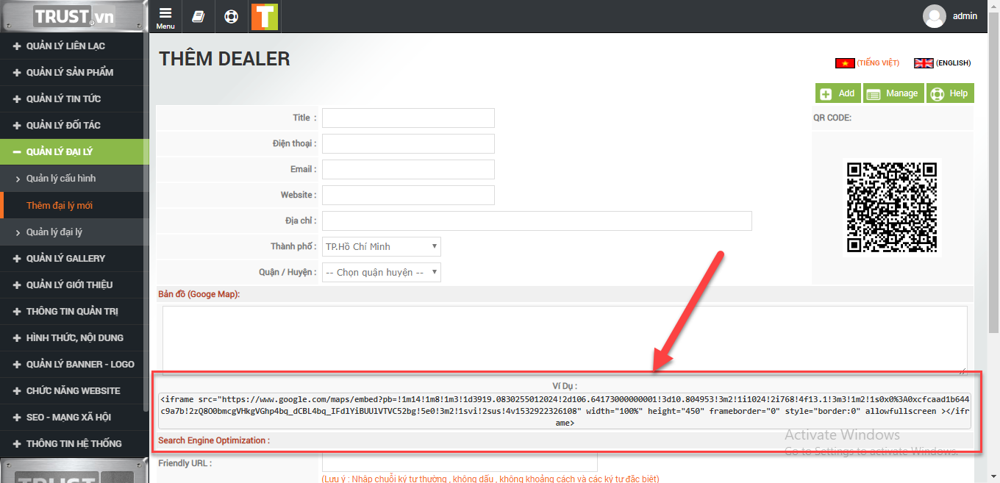 TRUST.vn
Menu
admin
QUẢN LÝ LIÊN LẠC
QUẢN LÝ SẢN PHẨM
QUẢN LÝ TIN TỨC
QUẢN LÝ ĐỐI TÁC
QUẢN LÝ ĐẠI LÝ
Quản lý cấu hình
Thêm đại lý mới
Quản lý đại lý
QUẢN LÝ GALLERY
QUẢN LÝ GIỚI THIỆU
THÔNG TIN QUẢN TRỊ
HÌNH THỨC, NỘI DUNG
QUẢN LÝ BANNER - LOGO
CHỨC NĂNG WEBSITE
SEO - MẠNG XÃ HỘI
THÔNG TIN HỆ THỐNG
TRUST
THÊM DEALER
(TIẾNG VIỆT) (ENGLISH)
Add Manage Help
Title :
Điện thoại :
Email :
Website :
Địa chỉ :
Thành phố : TP.Hồ Chí Minh
Quận / Huyện : -- Chọn quận huyện --
QR CODE:
Bản đồ (Googe Map):
Ví Dụ :
<iframe src="https://www.google.com/maps/embed?pb=!1m14!1m8!1m3!1d3919.0830255012024!2d106.64173000000001!3d10.804953!3m2!1i1024!2i768!4f13.1!3m3!1m2!1s0x0%3A0xcfcaad1b644
c9a7b!2zQ8O0bmcgVHkgVGhp4bq_dCBL4bq_IFdlYiBUUlVTVC52bg!5e0!3m2!1svi!2sus!4v1532922326108" width="100%" height="450" frameborder="0" style="border:0" allowfullscreen ></ifr
ame>
Search Engine Optimization :
Activate Windows
Go to Settings to activate Windows.
Friendly URL :
(Lưu ý : Nhập chuỗi ký tự thường , không dấu , không khoảng cách và các ký tự đặc biệt)